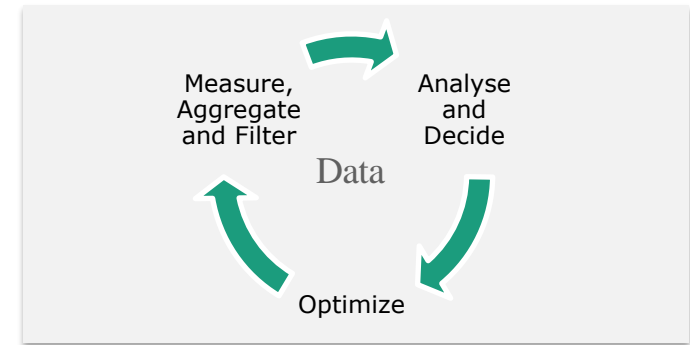 Measure,
Aggregate
and Filter
Analyse
and
Decide
Data
Optimize